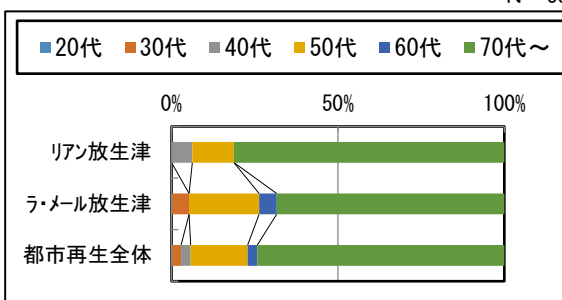 ■20代 ■30代 ■40代 ■50代 ■60代 ■70代～
0% 50% 100%
リアン放生津
ラ・メール放生津
都市再生全体